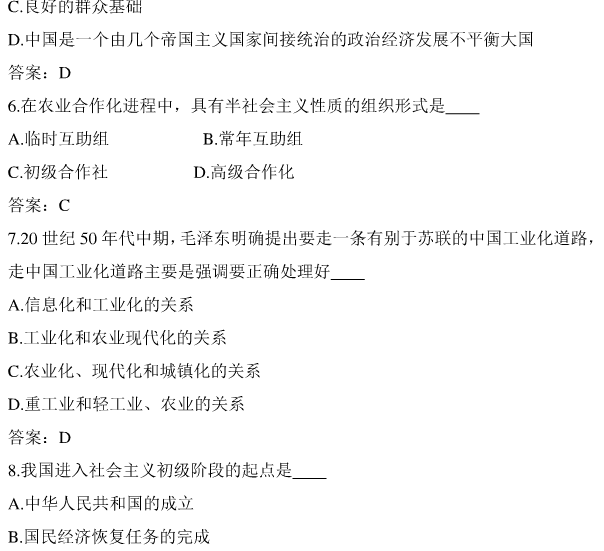 C.良好的群众基础
D.中国是一个由几个帝国主义国家间接统治的政治经济发展不平衡大国
答案：D
6.在农业合作化进程中，具有半社会主义性质的组织形式是____
A.临时互助组 B.常年互助组
C.初级合作社 D.高级合作化
答案：C
7.20 世纪 50 年代中期，毛泽东明确提出要走一条有别于苏联的中国工业化道路，
走中国工业化道路主要是强调要正确处理好____
A.信息化和工业化的关系
B.工业化和农业现代化的关系
C.农业化、现代化和城镇化的关系
D.重工业和轻工业、农业的关系
答案：D
8.我国进入社会主义初级阶段的起点是____
A.中华人民共和国的成立
B.国民经济恢复任务的完成